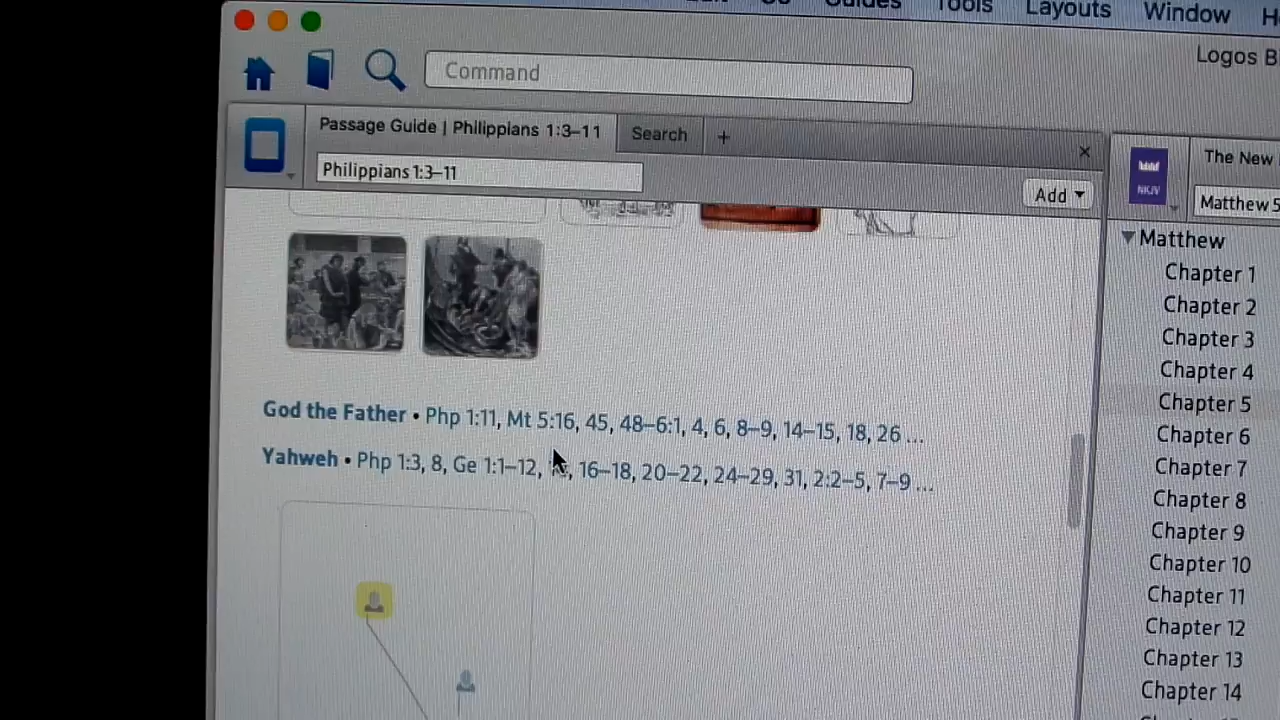 Tools Layouts Window H
Logos B
Command
Passage Guide | Philippians 1:3–11
Search
+
Philippians 1:3–11
Add
The New
NKJV
Matthew 5
God the Father • Php 1:11, Mt 5:16, 45, 48–6:1, 4, 6, 8–9, 14–15, 18, 26 ...
Yahweh • Php 1:3, 8, Ge 1:1–12, 16–18, 20–22, 24–29, 31, 2:2–5, 7–9 ...
Matthew
Chapter 1
Chapter 2
Chapter 3
Chapter 4
Chapter 5
Chapter 6
Chapter 7
Chapter 8
Chapter 9
Chapter 10
Chapter 11
Chapter 12
Chapter 13
Chapter 14